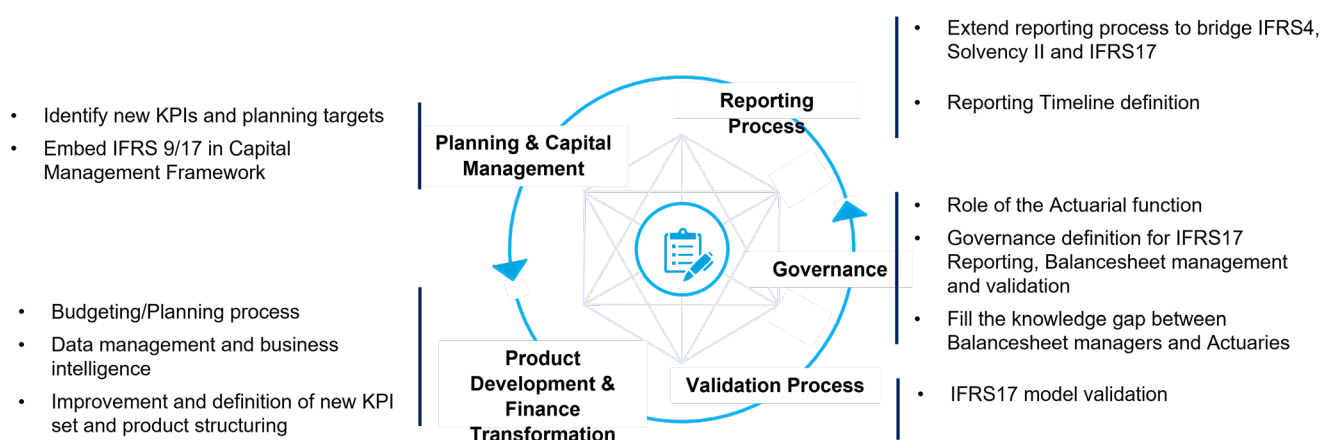 • Extend reporting process to bridge IFRS4,
Solvency II and IFRS17
• Reporting Timeline definition
Reporting
Process
• Identify new KPIs and planning targets
• Embed IFRS 9/17 in Capital
Management Framework
Planning & Capital
Management
• Role of the Actuarial function
• Governance definition for IFRS17
Reporting, Balancesheet management
and validation
• Fill the knowledge gap between
Balancesheet managers and Actuaries
Governance
• Budgeting/Planning process
• Data management and business
intelligence
• Improvement and definition of new KPI
set and product structuring
Product
Development &
Finance
Transformation
Validation Process
• IFRS17 model validation